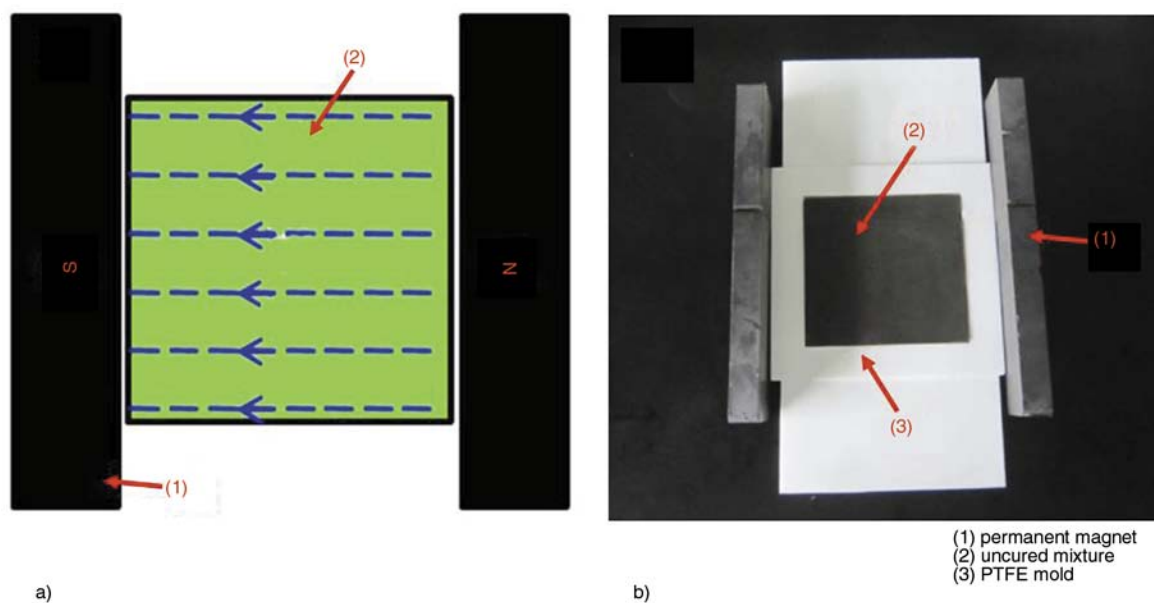 (2)
S
N
(1)
(2)
(1)
(3)
(1) permanent magnet
(2) uncured mixture
(3) PTFE mold
a)
b)